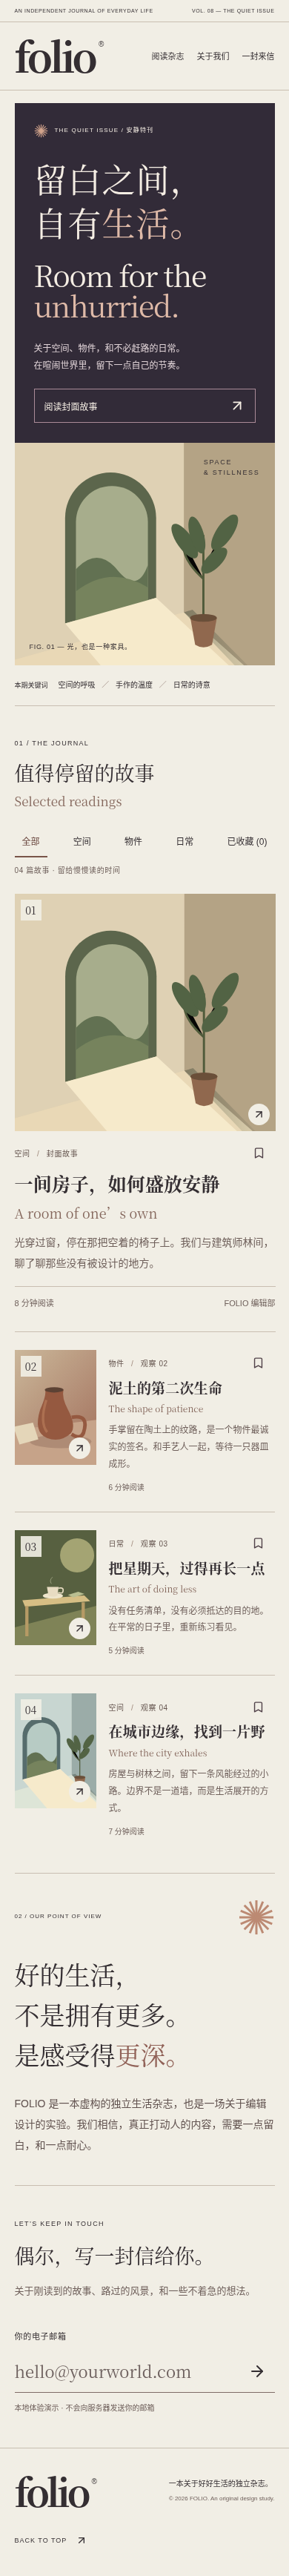 AN INDEPENDENT JOURNAL OF EVERYDAY LIFE
VOL. 08 — THE QUIET ISSUE
folio®
阅读杂志 关于我们 一封来信
THE QUIET ISSUE / 安静特刊
留白之间，
自有生活。
Room for the
unhurried.
关于空间、物件，和不必赶路的日常。
在喧闹世界里，留下一点自己的节奏。
阅读封面故事
SPACE
& STILLNESS
FIG. 01 — 光，也是一种家具。
本期关键词 空间的呼吸 ／ 手作的温度 ／ 日常的诗意
01 / THE JOURNAL
值得停留的故事
Selected readings
全部 空间 物件 日常 已收藏 (0)
04 篇故事 · 留给慢慢读的时间
01
空间 / 封面故事
一间房子，如何盛放安静
A room of one’s own
光穿过窗，停在那把空着的椅子上。我们与建筑师林间，
聊了聊那些没有被设计的地方。
8 分钟阅读
FOLIO 编辑部
02
物件 / 观察 02
泥土的第二次生命
The shape of patience
手掌留在陶土上的纹路，是一个物件最诚
实的签名。和手艺人一起，等待一只器皿
成形。
6 分钟阅读
03
日常 / 观察 03
把星期天，过得再长一点
The art of doing less
没有任务清单，没有必须抵达的目的地。
在平常的日子里，重新练习看见。
5 分钟阅读
04
空间 / 观察 04
在城市边缘，找到一片野
Where the city exhales
房屋与树林之间，留下一条风能经过的小
路。边界不是一道墙，而是生活展开的方
式。
7 分钟阅读
02 / OUR POINT OF VIEW
好的生活，
不是拥有更多。
是感受得更深。
FOLIO 是一本虚构的独立生活杂志，也是一场关于编辑
设计的实验。我们相信，真正打动人的内容，需要一点留
白，和一点耐心。
LET'S KEEP IN TOUCH
偶尔，写一封信给你。
关于刚读到的故事、路过的风景，和一些不着急的想法。
你的电子邮箱
hello@yourworld.com
本地体验演示 · 不会向服务器发送你的邮箱
folio®
一本关于好好生活的独立杂志。
© 2026 FOLIO. An original design study.
BACK TO TOP